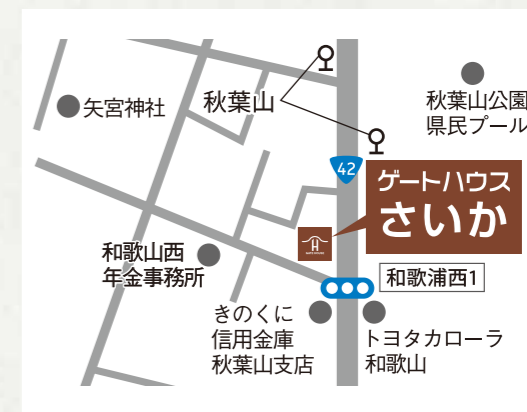 矢宮神社
秋葉山
秋葉山公園
県民プール
42
ゲートハウス
さいか
H
和歌山西
年金事務所
和歌浦西1
きのくに
信用金庫
秋葉山支店
トヨタカローラ
和歌山